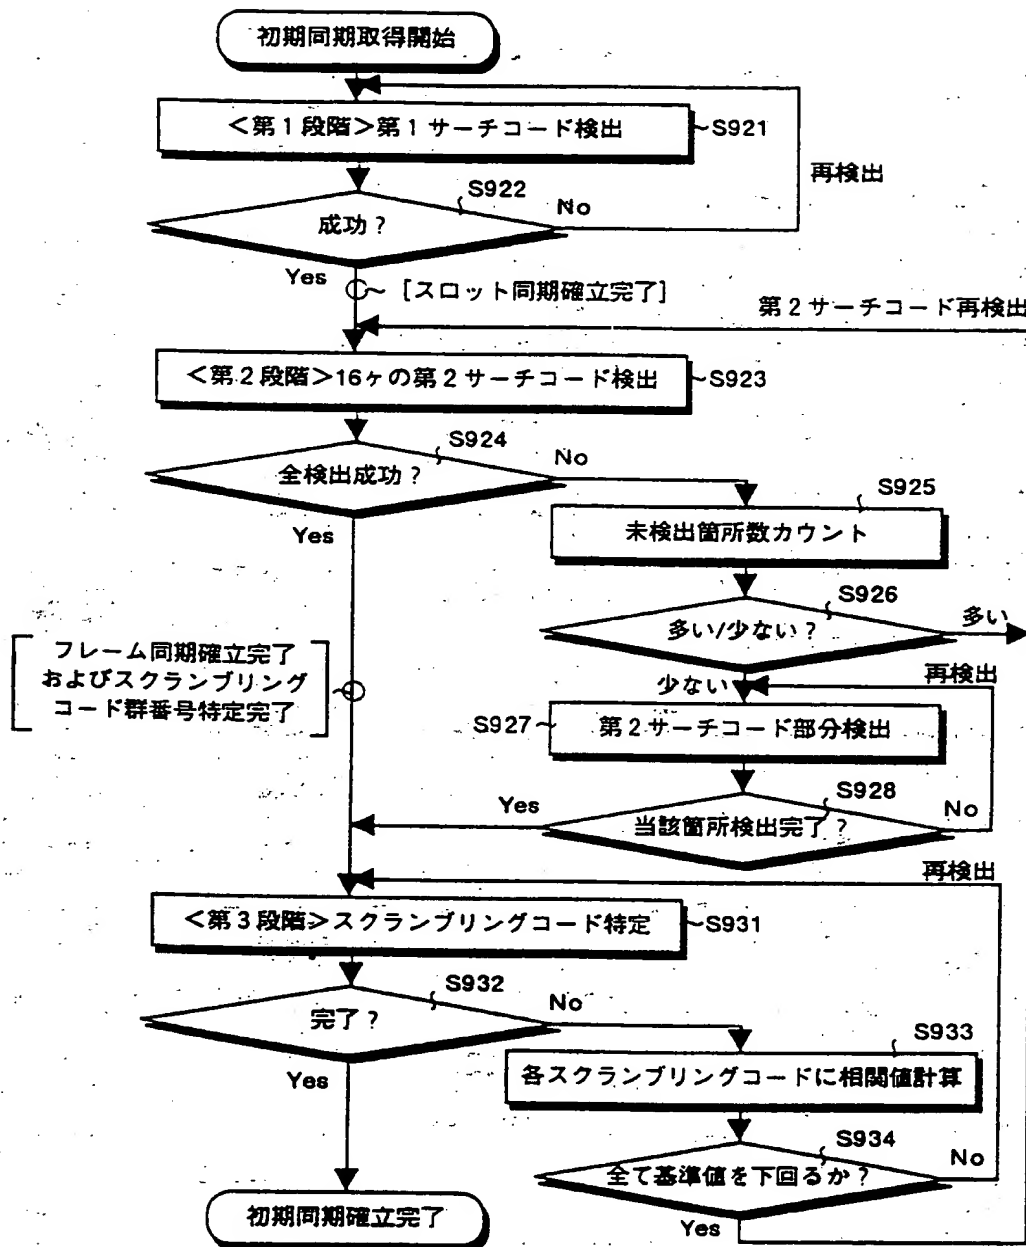 初期同期取得開始
<第1段階>第1サーチコード検出
S921
再検出
S922
成功?
No
Yes
[スロット同期確立完了]
第2サーチコード再検出
<第2段階>16ヶの第2サーチコード検出
S923
S924
全検出成功?
No
Yes
S925
未検出箇所数カウント
S926
多い/少ない?
多い
フレーム同期確立完了
およびスクランブリング
コード群番号特定完了
少ない
再検出
S927
第2サーチコード部分検出
S928
当該箇所検出完了?
Yes
No
再検出
<第3段階>スクランブリングコード特定
S931
S932
完了?
No
Yes
S933
各スクランブリングコードに相関値計算
S934
全て基準値を下回るか?
No
Yes
初期同期確立完了